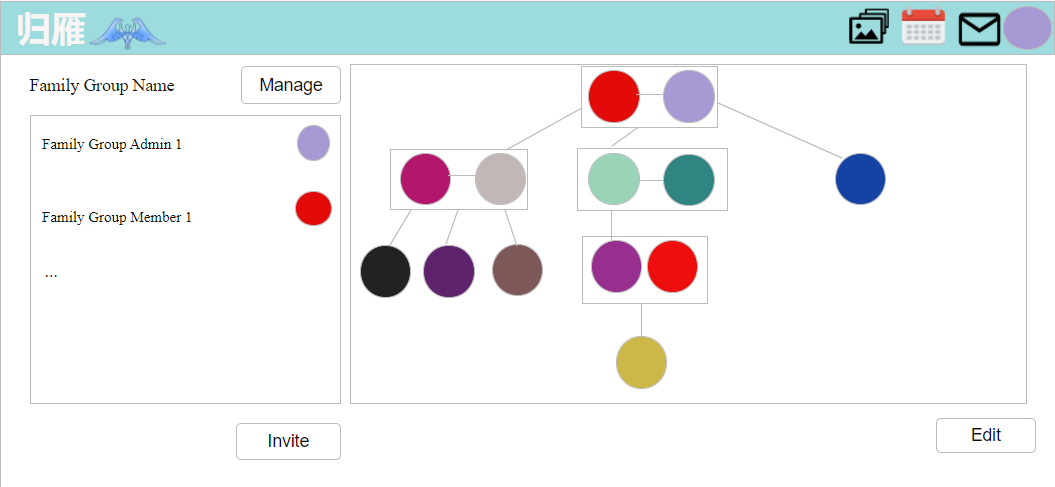 归雁
Family Group Name
Manage
Family Group Admin 1
Family Group Member 1
...
Invite
Edit